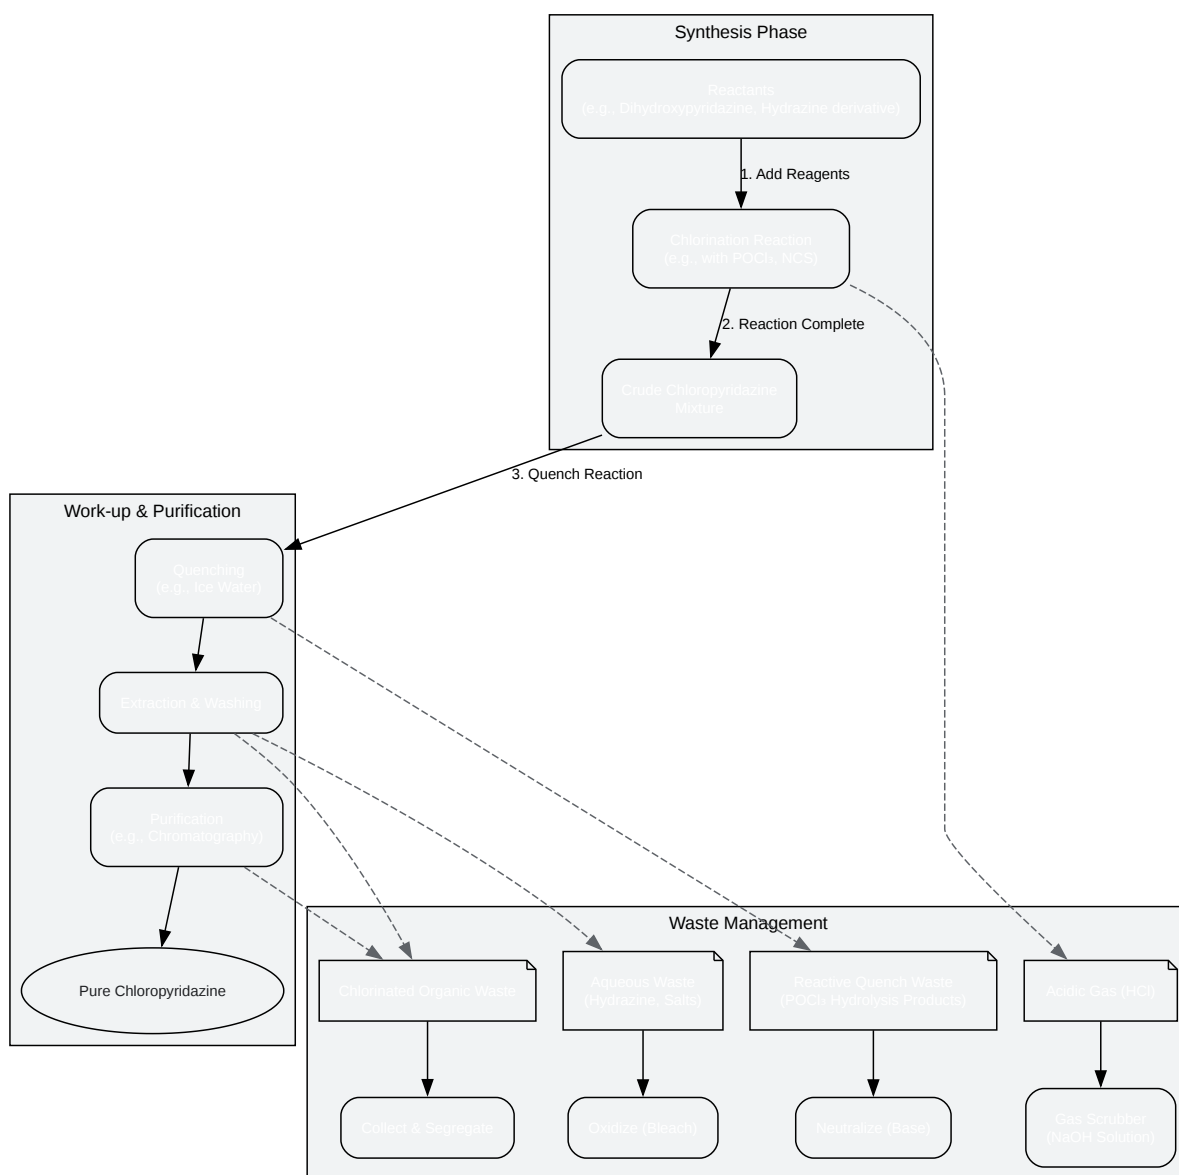 Synthesis Phase
Reactants
(e.g., Dihydroxypyridazine, Hydrazine derivative)
1. Add Reagents
Chlorination Reaction
(e.g., with POCl₃, NCS)
2. Reaction Complete
Crude Chloropyridazine
Mixture
3. Quench Reaction
Work-up & Purification
Quenching
(e.g., Ice Water)
Extraction & Washing
Purification
(e.g., Chromatography)
Pure Chloropyridazine
Waste Management
Chlorinated Organic Waste
Aqueous Waste
(Hydrazine, Salts)
Reactive Quench Waste
(POCl₃ Hydrolysis Products)
Acidic Gas (HCl)
Collect & Segregate
Oxidize (Bleach)
Neutralize (Base)
Gas Scrubber
(NaOH Solution)